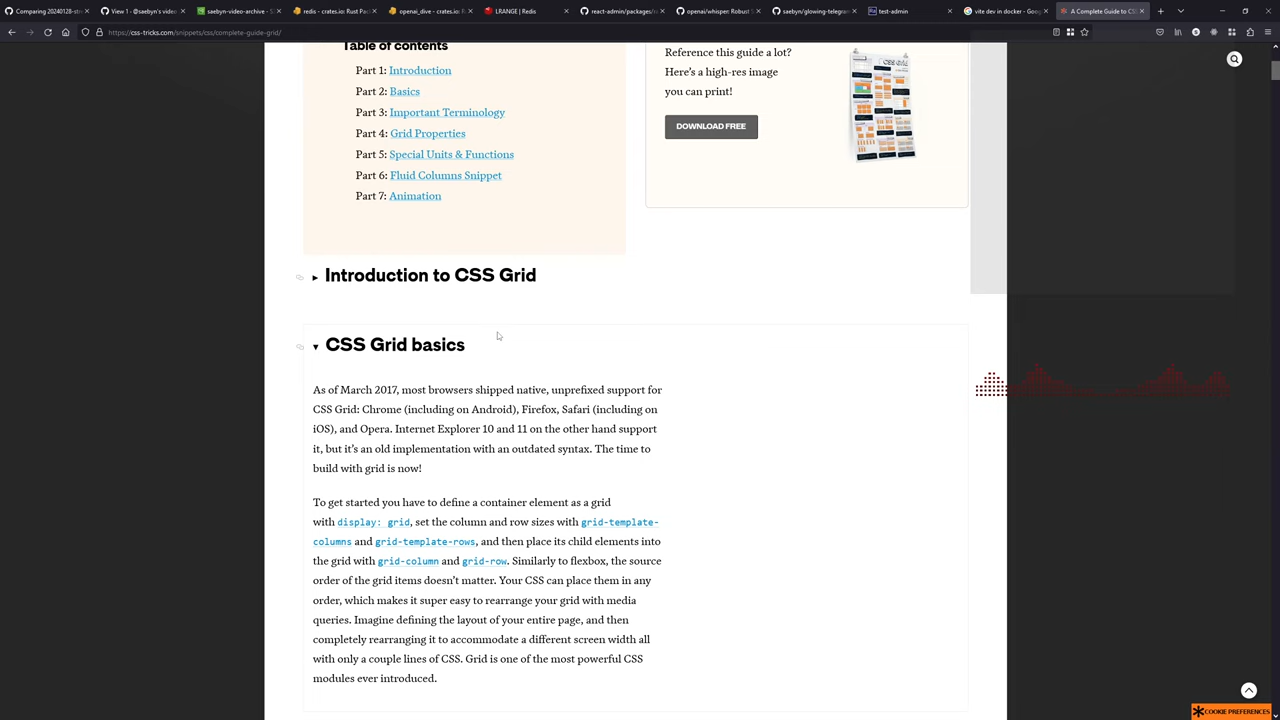 Comparing 20240128-str
View 1 · @saebyn's video
saebyn/video-archive - S
redis - crates.io: Rust Pac
openai_dive - crates.io: R
LRANGE | Redis
react-admin/packages/r
openai/whisper: Robust S
saebyn/glowing-telegram
test-admin
vite dev in docker - Goog
A Complete Guide to CS
https://css-tricks.com/snippets/css/complete-guide-grid/
Table of contents
Part 1: Introduction
Part 2: Basics
Part 3: Important Terminology
Part 4: Grid Properties
Part 5: Special Units & Functions
Part 6: Fluid Columns Snippet
Part 7: Animation
Reference this guide a lot?
Here's a high-res image
you can print!
DOWNLOAD FREE
Introduction to CSS Grid
CSS Grid basics
As of March 2017, most browsers shipped native, unprefixed support for
CSS Grid: Chrome (including on Android), Firefox, Safari (including on
iOS), and Opera. Internet Explorer 10 and 11 on the other hand support
it, but it's an old implementation with an outdated syntax. The time to
build with grid is now!
To get started you have to define a container element as a grid
with display: grid, set the column and row sizes with grid-template-
columns and grid-template-rows, and then place its child elements into
the grid with grid-column and grid-row. Similarly to flexbox, the source
order of the grid items doesn't matter. Your CSS can place them in any
order, which makes it super easy to rearrange your grid with media
queries. Imagine defining the layout of your entire page, and then
completely rearranging it to accommodate a different screen width all
with only a couple lines of CSS. Grid is one of the most powerful CSS
modules ever introduced.
COOKIE PREFERENCES